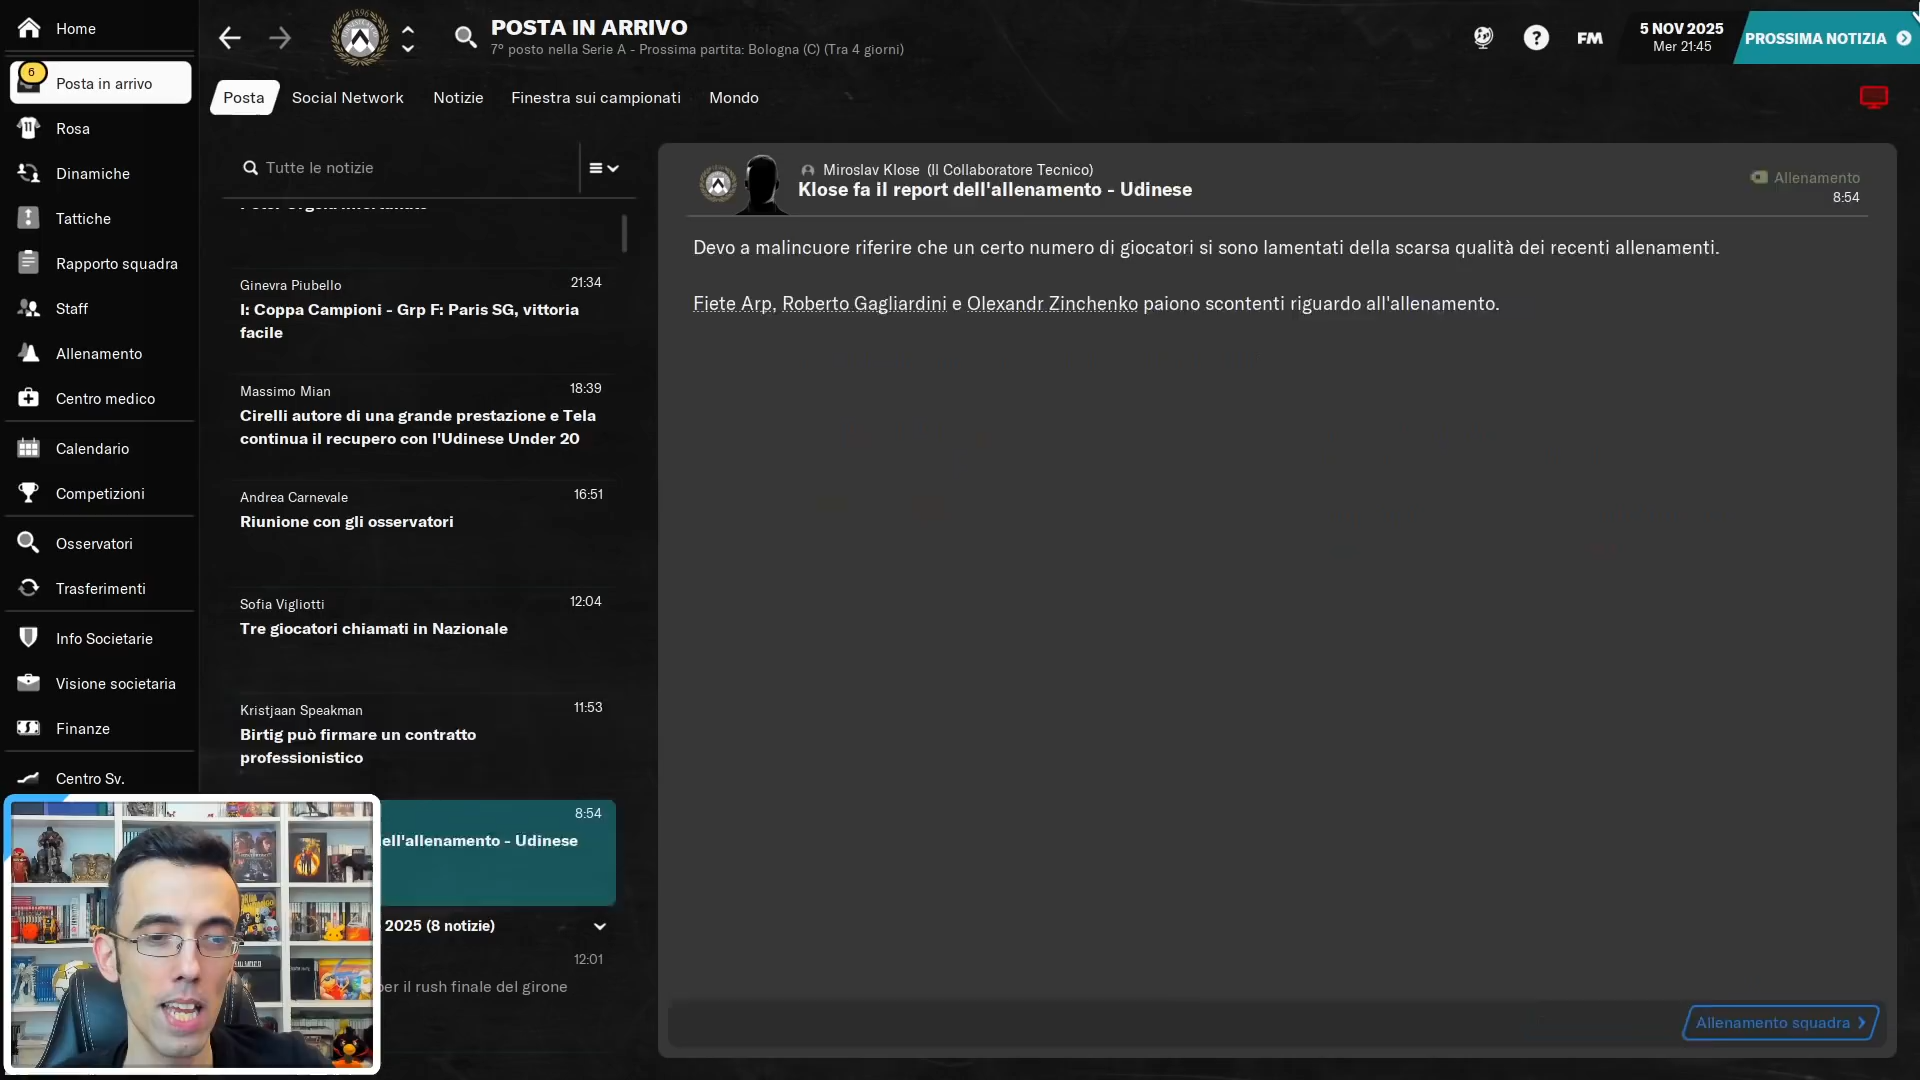 Home
6
Posta in arrivo
Rosa
Dinamiche
Tattiche
Rapporto squadra
Staff
Allenamento
Centro medico
Calendario
Competizioni
Osservatori
Trasferimenti
Info Societarie
Visione societaria
Finanze
Centro Sv.
1896
POSTA IN ARRIVO
7º posto nella Serie A - Prossima partita: Bologna (C) (Tra 4 giorni)
FM
5 NOV 2025
Mer 21:45
PROSSIMA NOTIZIA
Posta
Social Network
Notizie
Finestra sui campionati
Mondo
Tutte le notizie
Ginevra Piubello
21:34
I: Coppa Campioni - Grp F: Paris SG, vittoria
facile
Massimo Mian
18:39
Cirelli autore di una grande prestazione e Tela
continua il recupero con l'Udinese Under 20
Andrea Carnevale
16:51
Riunione con gli osservatori
Sofia Vigliotti
12:04
Tre giocatori chiamati in Nazionale
Kristjaan Speakman
11:53
Birtig può firmare un contratto
professionistico
8:54
ell'allenamento - Udinese
2025 (8 notizie)
12:01
per il rush finale del girone
Miroslav Klose (Il Collaboratore Tecnico)
Klose fa il report dell'allenamento - Udinese
Allenamento
8:54
Devo a malincuore riferire che un certo numero di giocatori si sono lamentati della scarsa qualità dei recenti allenamenti.
Fiete Arp, Roberto Gagliardini e Olexandr Zinchenko paiono scontenti riguardo all'allenamento.
Allenamento squadra